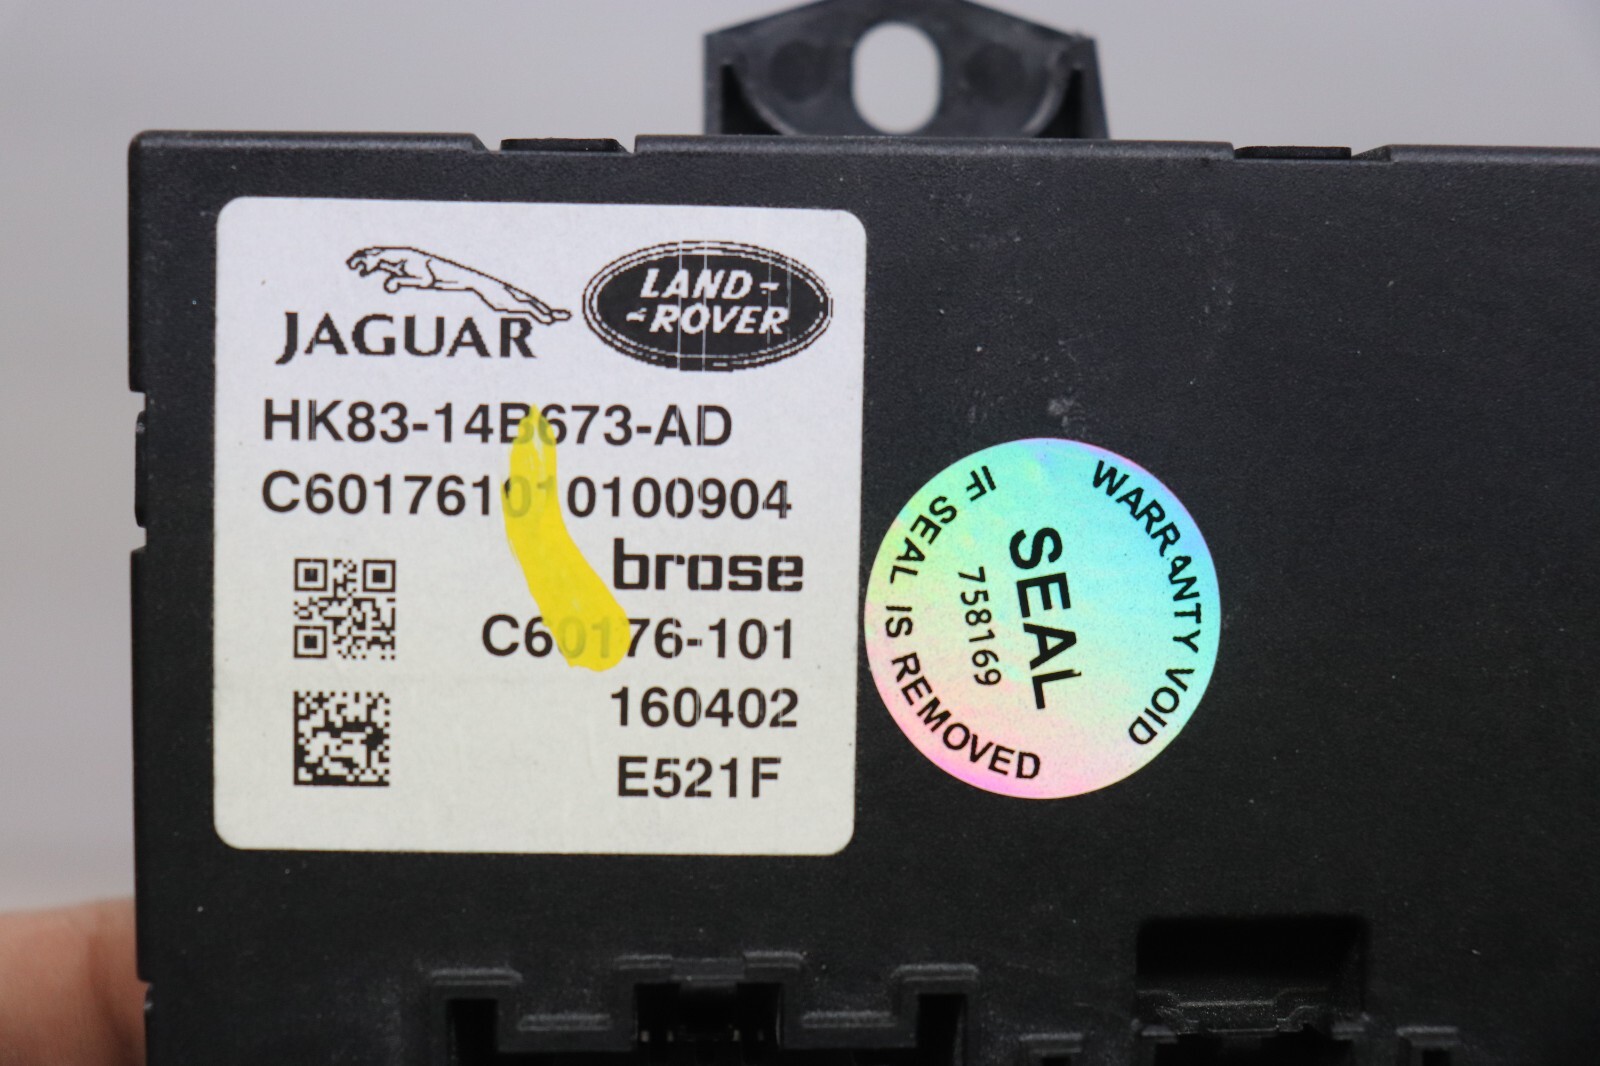 JAGUAR
LAND-
-ROVER
HK83-14B673-AD
C601761010100904
brose
C60176-101
160402
E521F
WARRANTY VOID
IF SEAL IS REMOVED
SEAL
758169